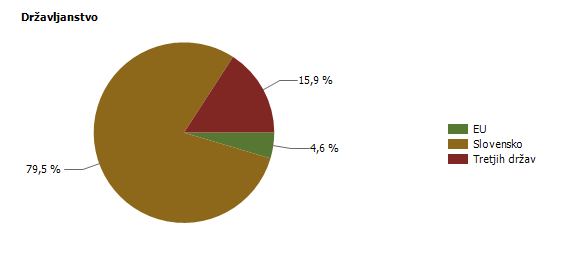 Državljanstvo
15,9 %
4,6 %
79,5 %
EU
Slovensko
Tretjih držav